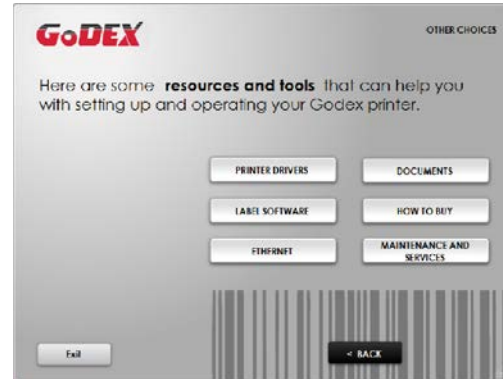 GoDEX
OTHER CHOICES
Here are some resources and tools that can help you
with setting up and operating your Godex printer.
PRINTER DRIVERS
DOCUMENTS
LABEL SOFTWARE
HOW TO BUY
ETHERNET
MAINTENANCE AND
SERVICES
Exit
< BACK